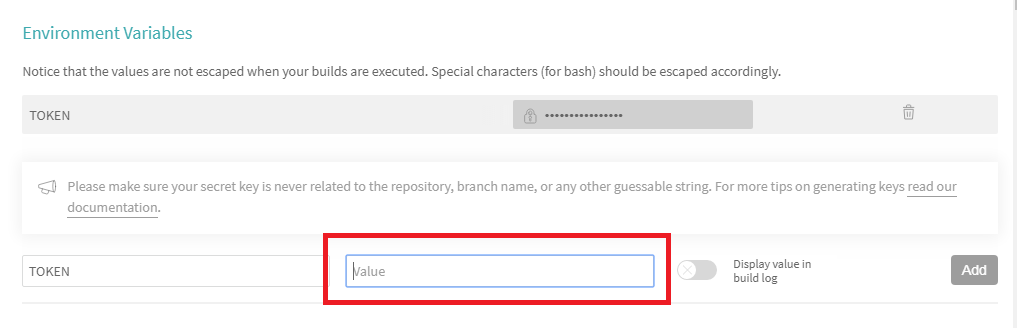 Environment Variables
Notice that the values are not escaped when your builds are executed. Special characters (for bash) should be escaped accordingly.
TOKEN
••••••••••••••••
Please make sure your secret key is never related to the repository, branch name, or any other guessable string. For more tips on generating keys read our
documentation.
TOKEN
Value
Display value in
build log
Add